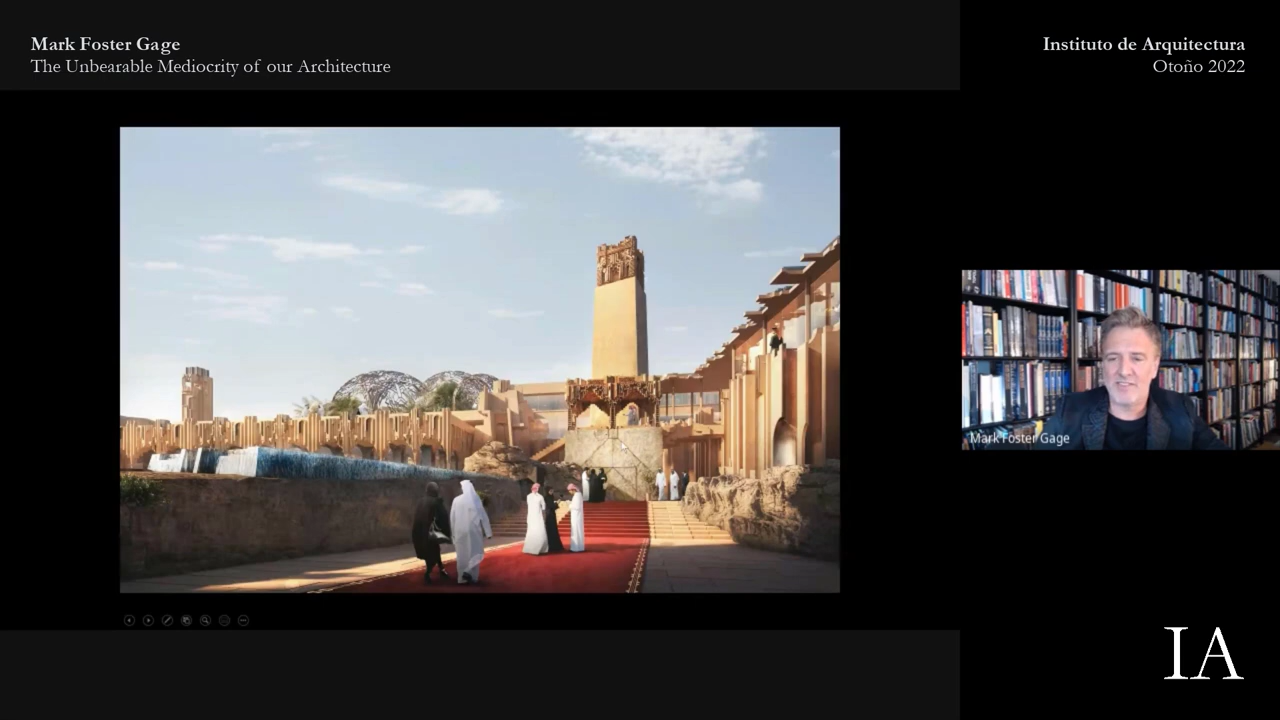 Mark Foster Gage
The Unbearable Mediocrity of our Architecture
Instituto de Arquitectura
Otoño 2022
Mark Foster Gage
IA